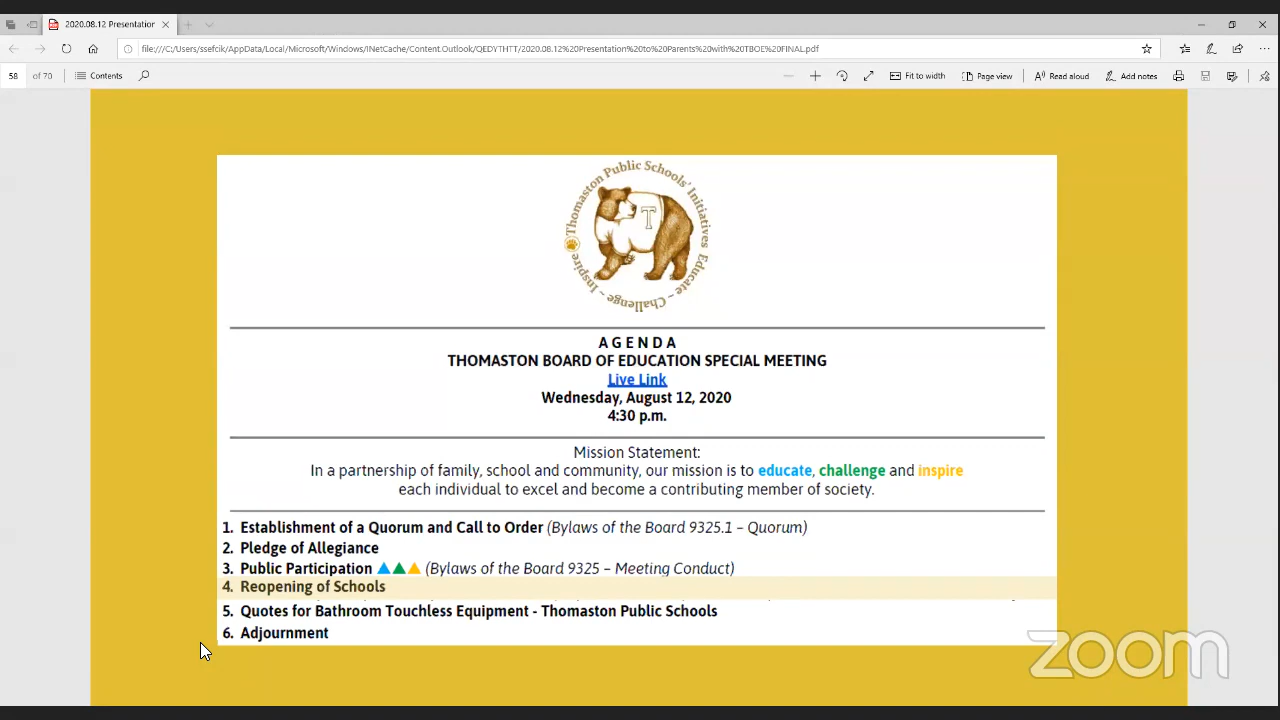 2020.08.12 Presentation
file:///C:/Users/ssefcik/AppData/Local/Microsoft/Windows/INetCache/Content.Outlook/QEDYTHTT/2020.08.12%20Presentation%20to%20Parents%20with%20TBOE%20FINAL.pdf
58 of 70 Contents Fit to width Page view Read aloud Add notes
Thomaston Public Schools' Initiatives Educate ~ Challenge ~ Inspire
T
A G E N D A
THOMASTON BOARD OF EDUCATION SPECIAL MEETING
Live Link
Wednesday, August 12, 2020
4:30 p.m.
Mission Statement:
In a partnership of family, school and community, our mission is to educate, challenge and inspire
each individual to excel and become a contributing member of society.
1. Establishment of a Quorum and Call to Order (Bylaws of the Board 9325.1 – Quorum)
2. Pledge of Allegiance
3. Public Participation (Bylaws of the Board 9325 – Meeting Conduct)
4. Reopening of Schools
5. Quotes for Bathroom Touchless Equipment - Thomaston Public Schools
6. Adjournment
zoom